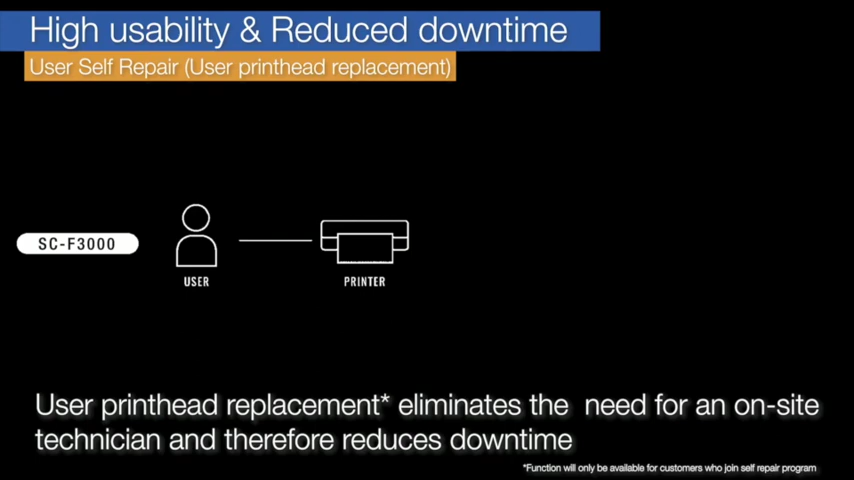 High usability & Reduced downtime
User Self Repair (User printhead replacement)
SC-F3000
USER
PRINTER
User printhead replacement* eliminates the need for an on-site
technician and therefore reduces downtime
*Function will only be available for customers who join self repair program